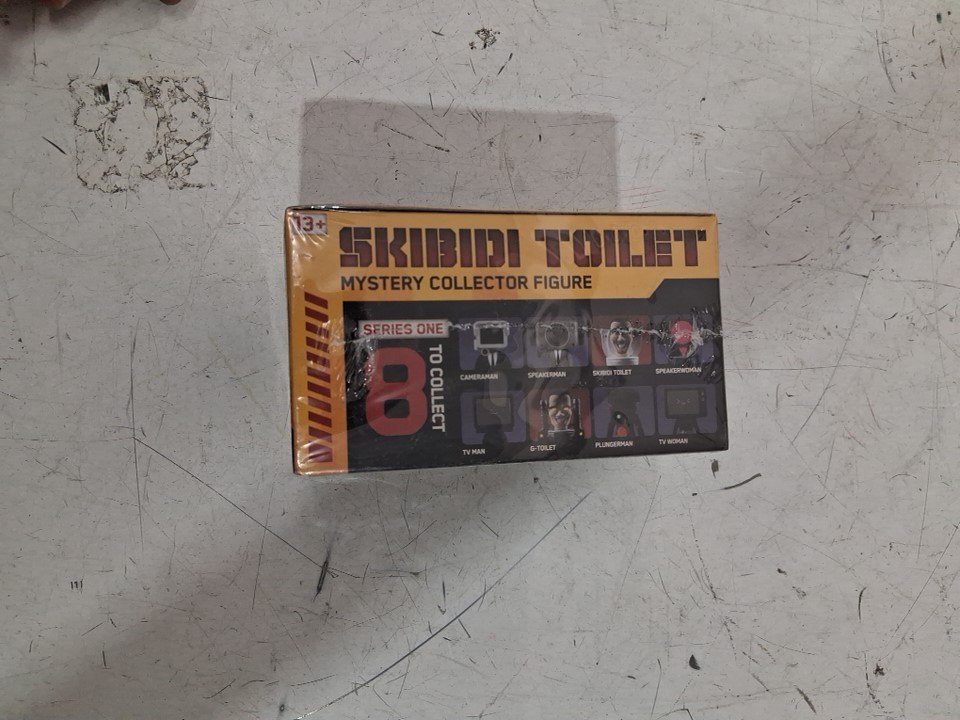 13+
SKIBIDI TOILET
MYSTERY COLLECTOR FIGURE
SERIES ONE
8
TO COLLECT
CAMERAMAN
SPEAKERMAN
SKIBIDI TOILET
SPEAKERWOMAN
TV MAN
G-TOILET
PLUNGERMAN
TV WOMAN